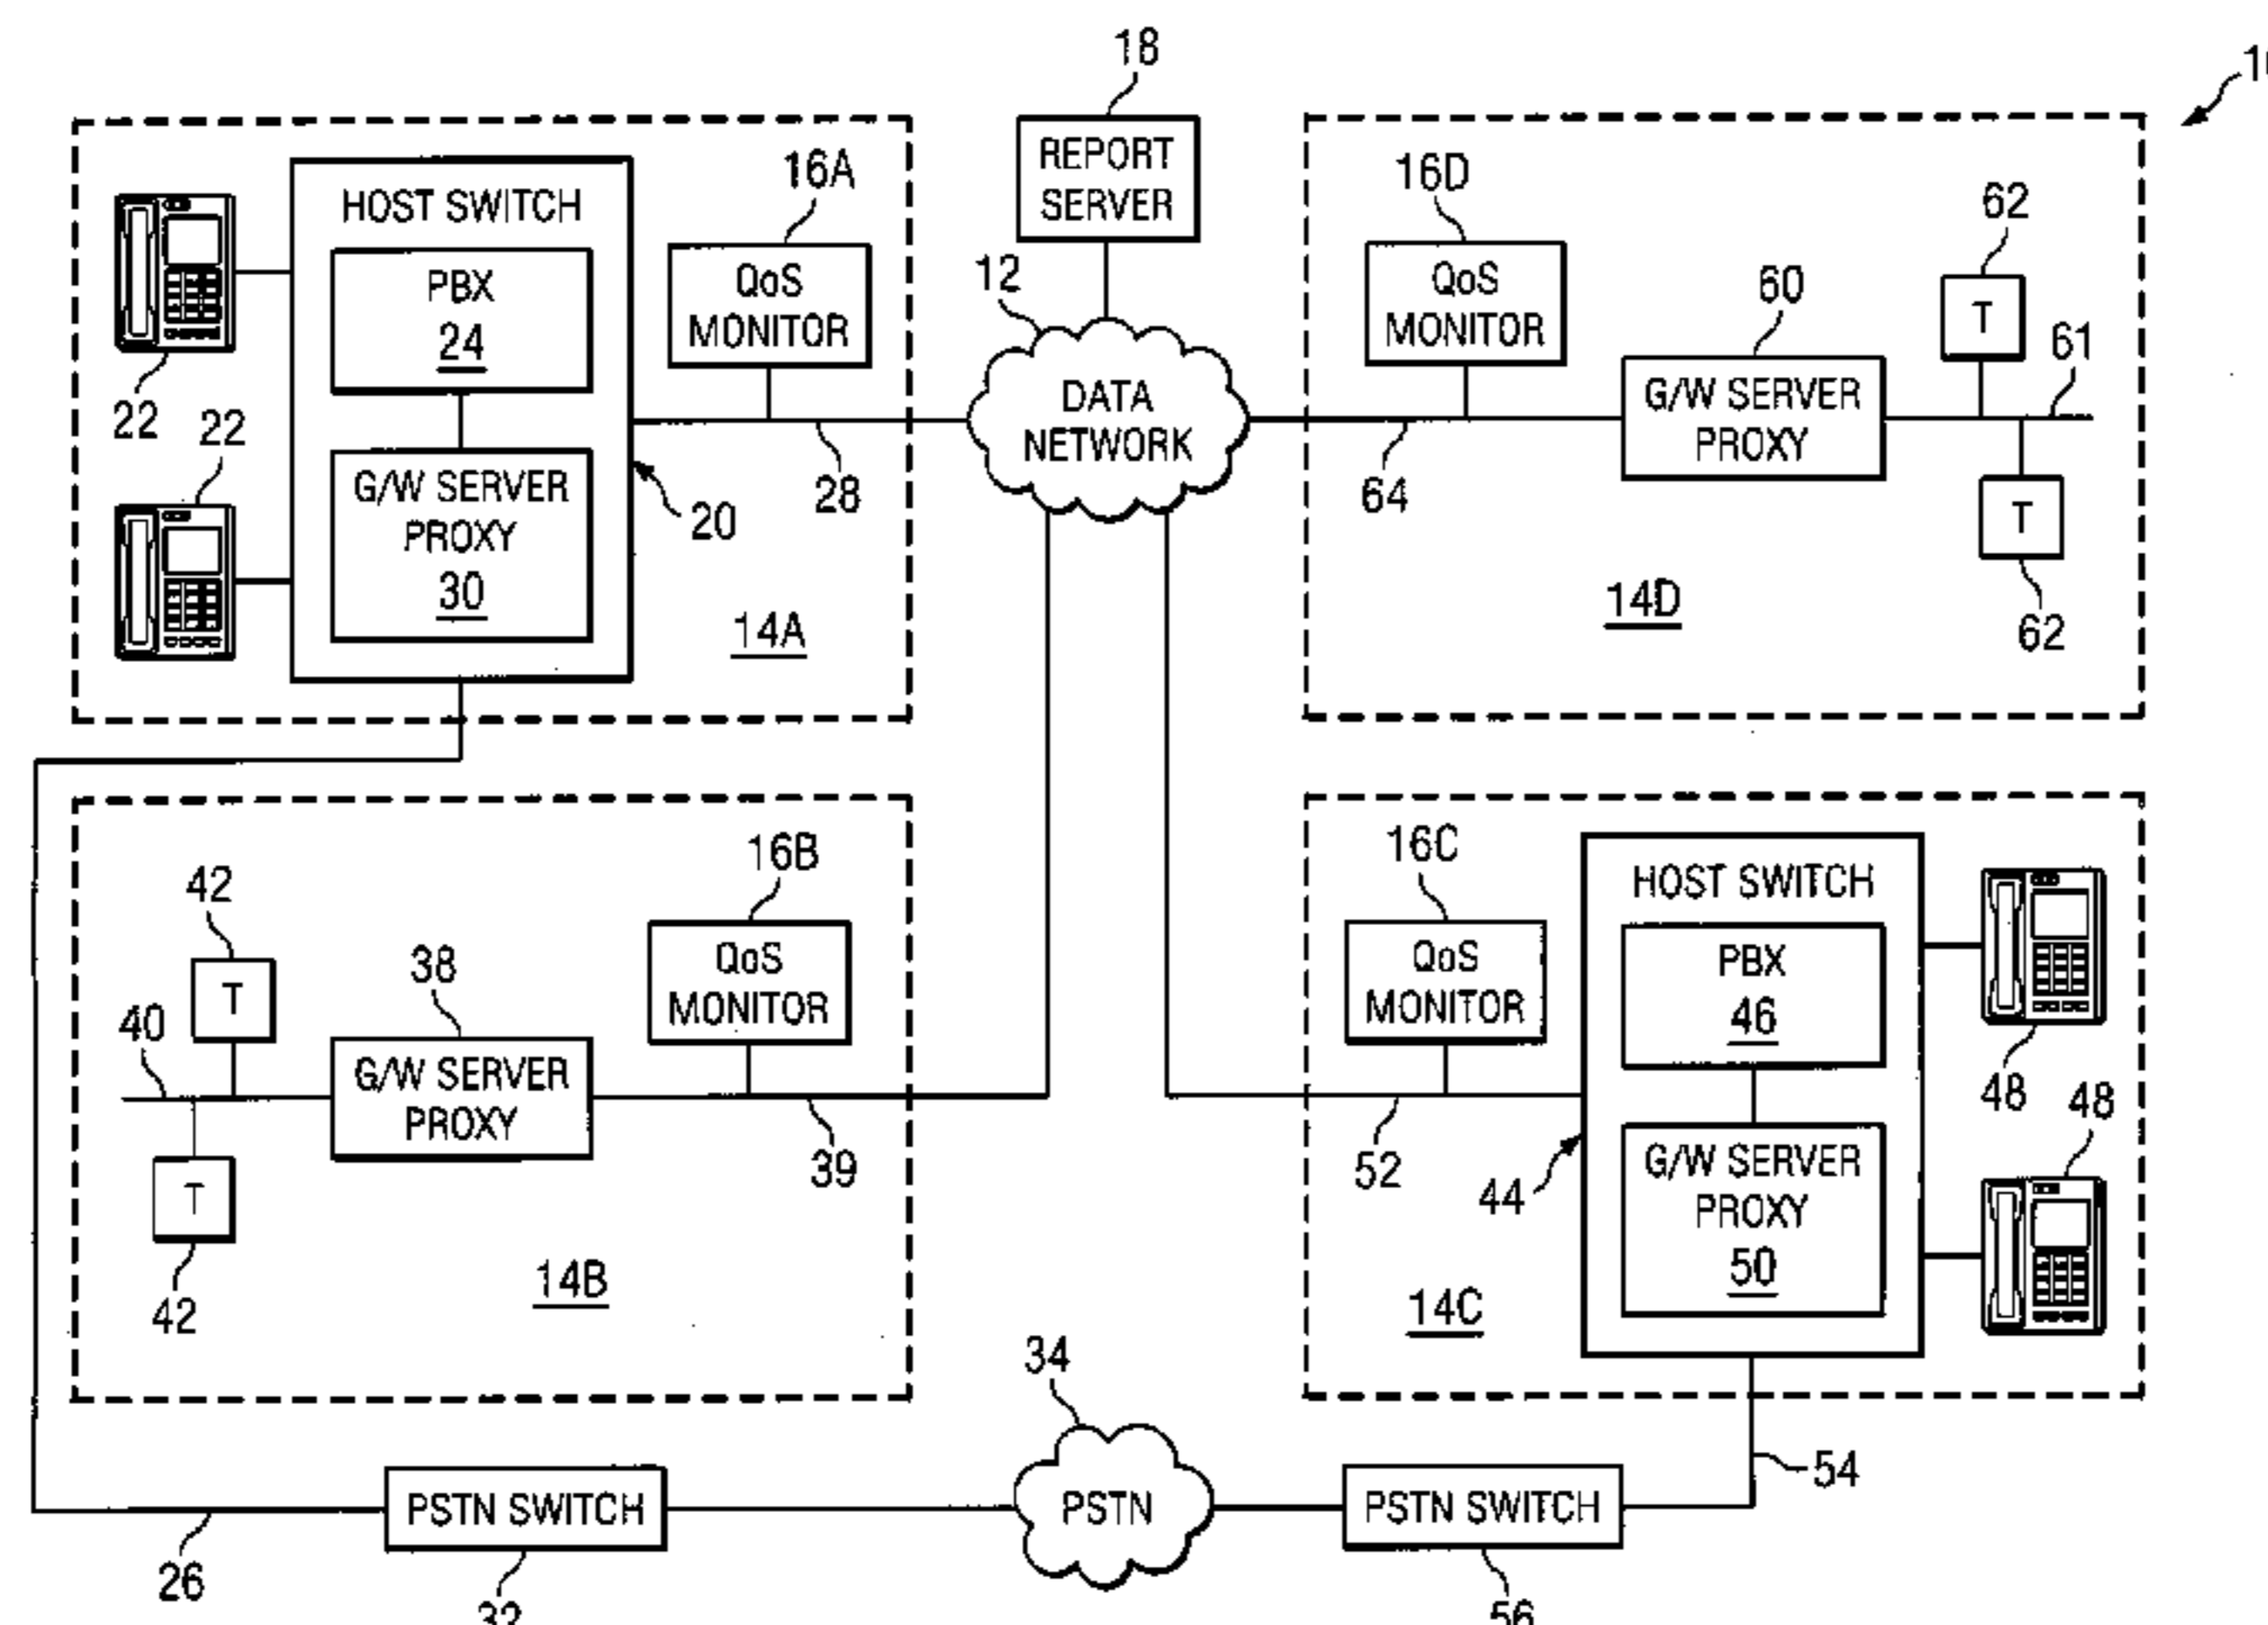 18
16A
HOST SWITCH
PBX
24
G/W SERVER
PROXY
30
QoS
MONITOR
22
22
20
28
14A
REPORT
SERVER
12
DATA
NETWORK
16D
QoS
MONITOR
64
60
G/W SERVER
PROXY
62
T
61
T
62
14D
16B
QoS
MONITOR
42
T
40
38
G/W SERVER
PROXY
39
T
42
14B
16C
QoS
MONITOR
52
44
HOST SWITCH
PBX
46
G/W SERVER
PROXY
50
48
48
14C
34
PSTN
54
PSTN SWITCH
26
32
PSTN SWITCH
56